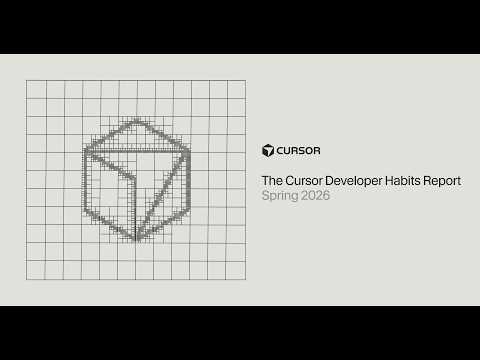 CURSOR
The Cursor Developer Habits Report
Spring 2026